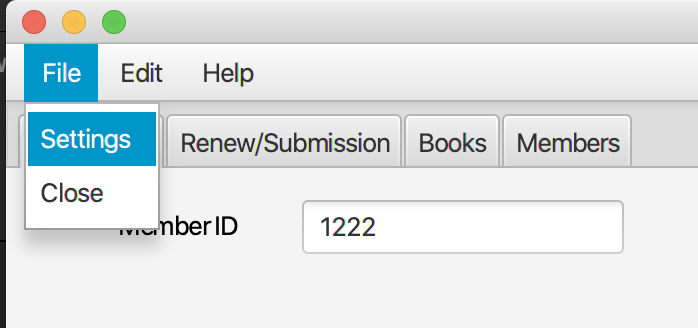 File Edit Help
Settings
Renew/Submission Books Members
Close
Member ID 1222